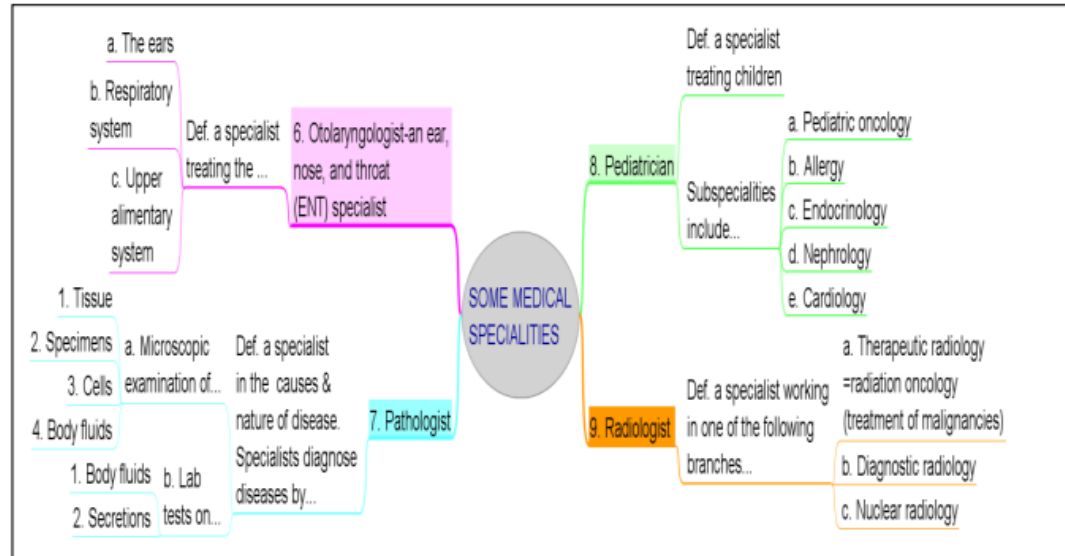 SOME MEDICAL
SPECIALITIES
6. Otolaryngologist-an ear,
nose, and throat
(ENT) specialist
Def. a specialist
treating the ...
a. The ears
b. Respiratory
system
c. Upper
alimentary
system
7. Pathologist
Def. a specialist
in the causes &
nature of disease.
Specialists diagnose
diseases by...
a. Microscopic
examination of...
1. Tissue
2. Specimens
3. Cells
4. Body fluids
b. Lab
tests on...
1. Body fluids
2. Secretions
8. Pediatrician
Def. a specialist
treating children
Subspecialities
include...
a. Pediatric oncology
b. Allergy
c. Endocrinology
d. Nephrology
e. Cardiology
9. Radiologist
Def. a specialist working
in one of the following
branches...
a. Therapeutic radiology
=radiation oncology
(treatment of malignancies)
b. Diagnostic radiology
c. Nuclear radiology